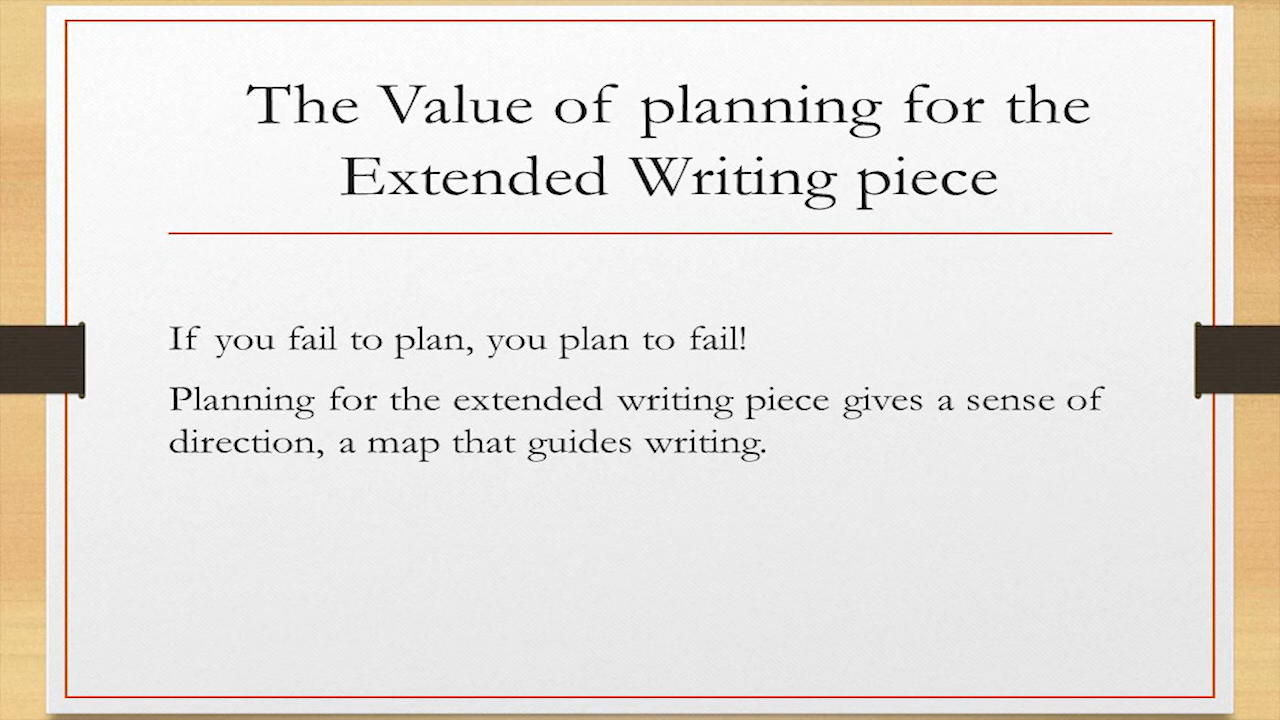 The Value of planning for the
Extended Writing piece
If you fail to plan, you plan to fail!
Planning for the extended writing piece gives a sense of
direction, a map that guides writing.